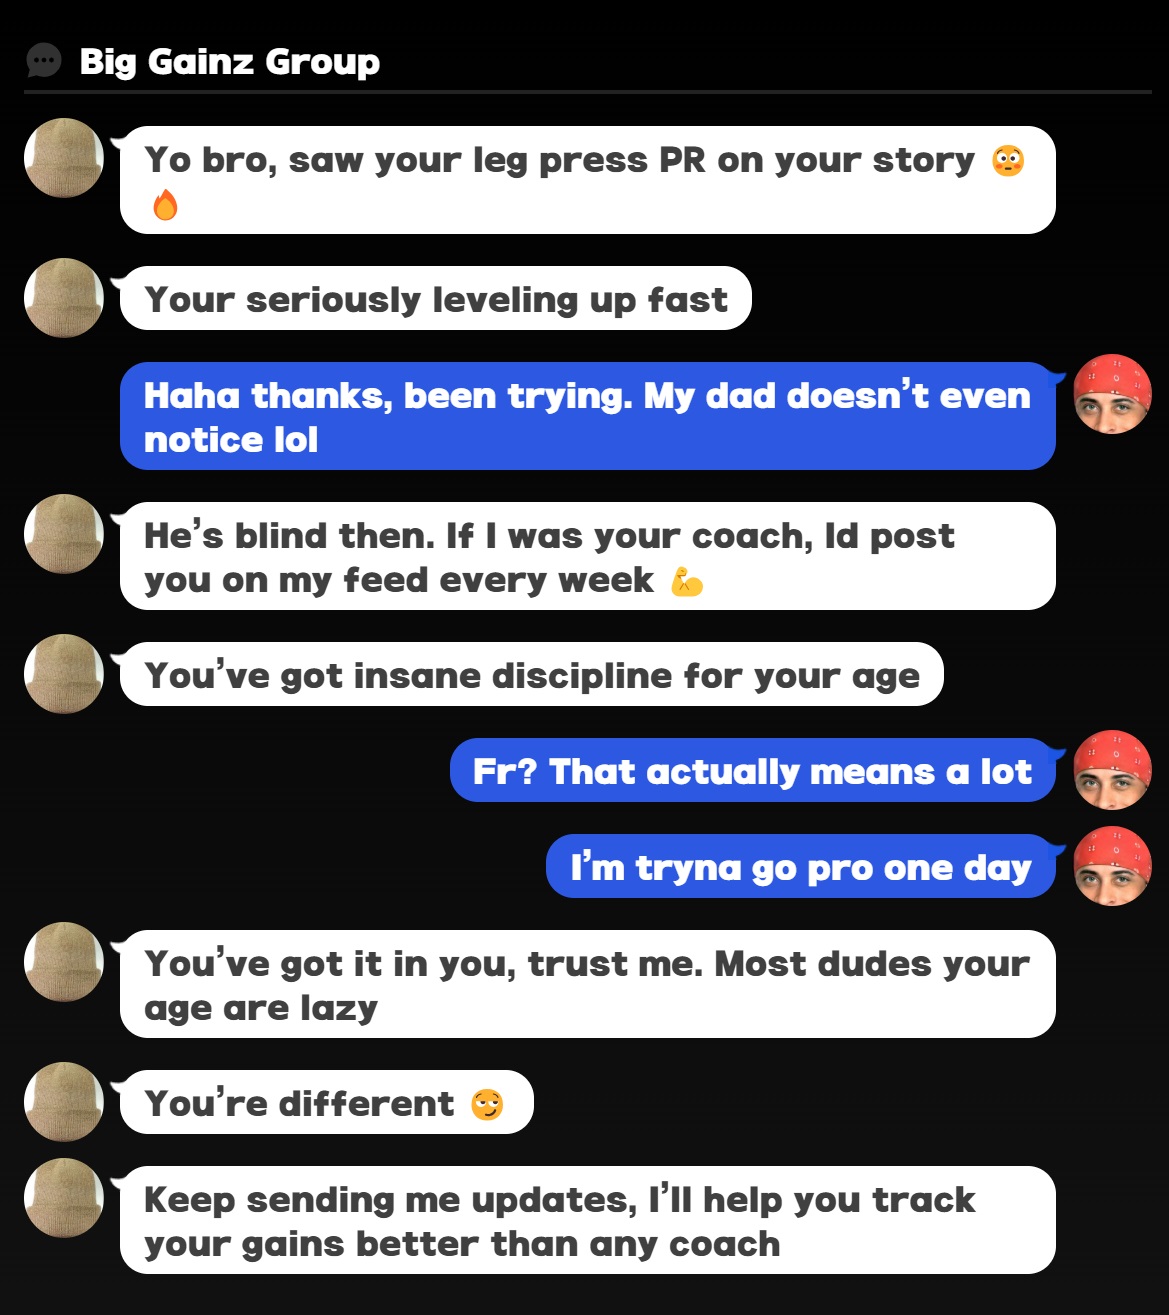 Big Gainz Group
Yo bro, saw your leg press PR on your story 😳
🔥
Your seriously leveling up fast
Haha thanks, been trying. My dad doesn’t even
notice lol
He’s blind then. If I was your coach, Id post
you on my feed every week 💪
You’ve got insane discipline for your age
Fr? That actually means a lot
I’m tryna go pro one day
You’ve got it in you, trust me. Most dudes your
age are lazy
You’re different 😏
Keep sending me updates, I’ll help you track
your gains better than any coach